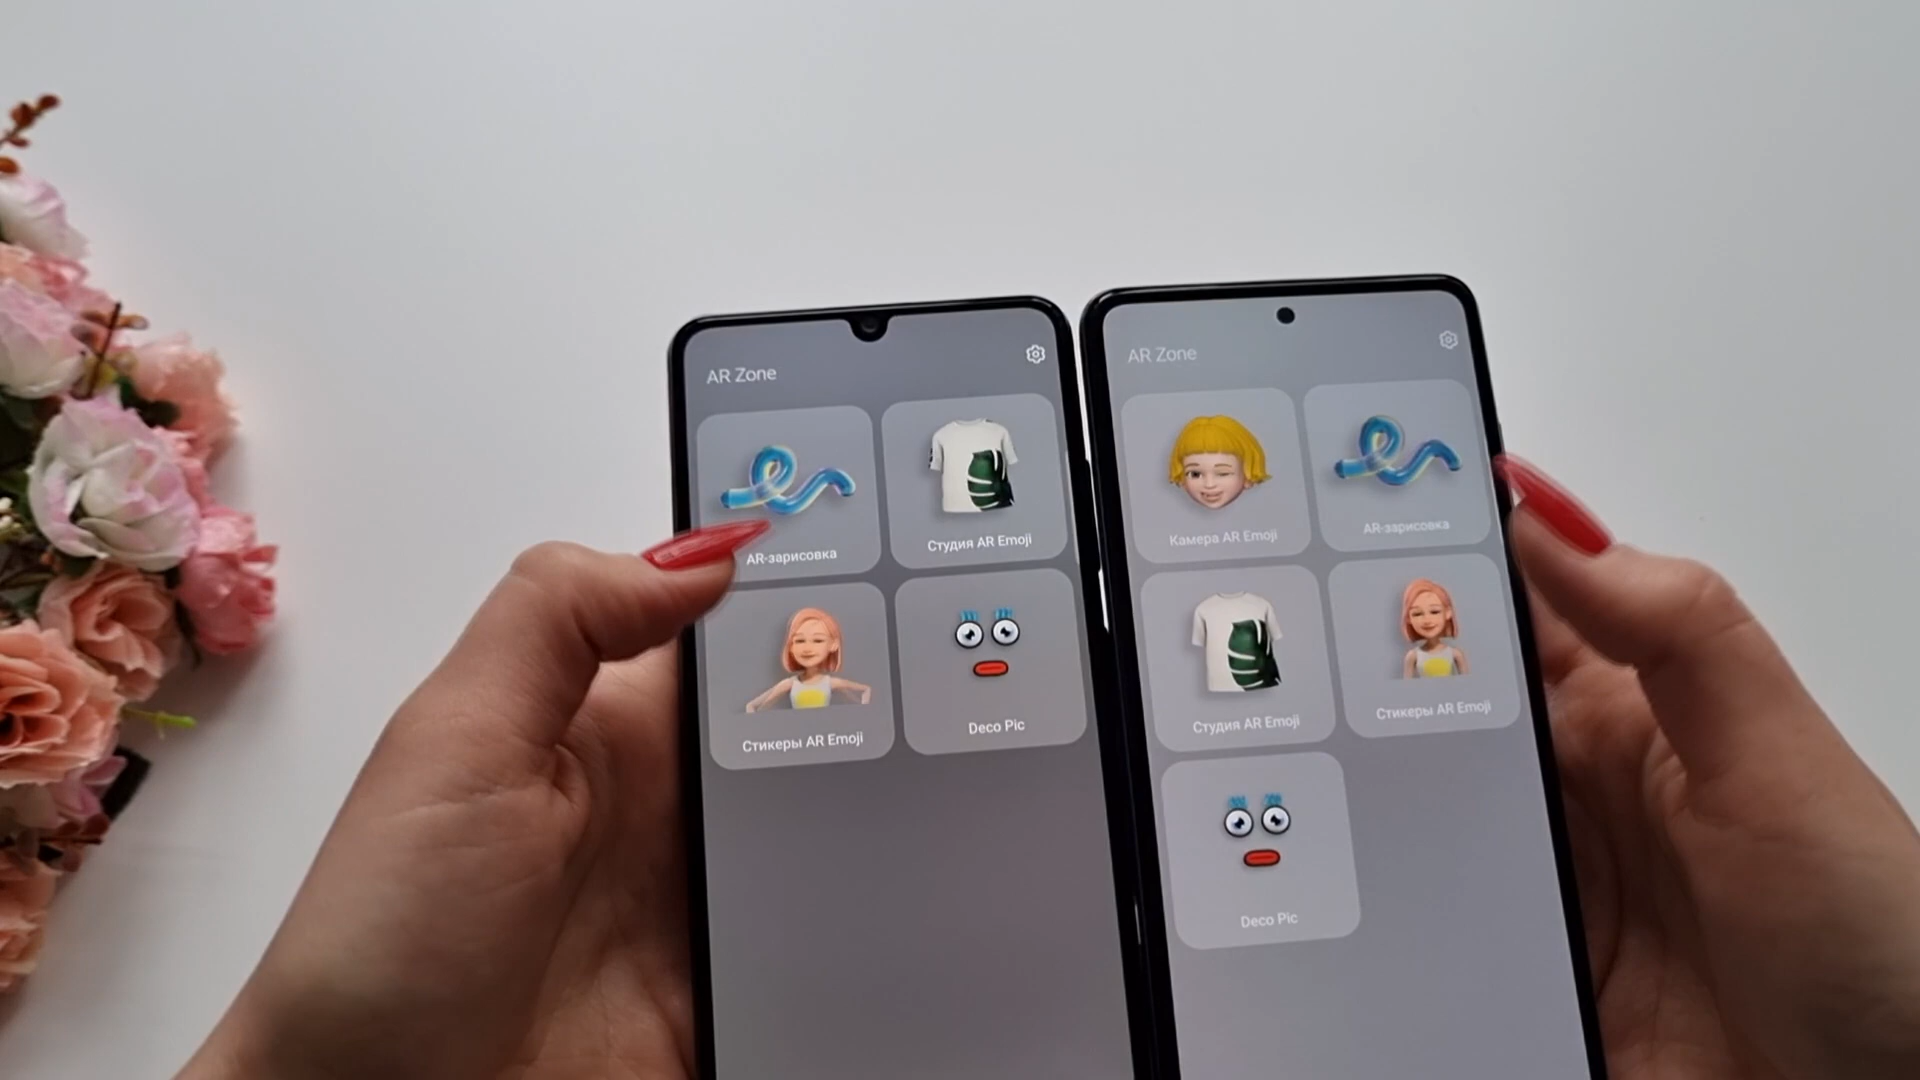 AR Zone
AR-зарисовка
Студия AR Emoji
Стикеры AR Emoji
Deco Pic
AR Zone
Камера AR Emoji
AR-зарисовка
Студия AR Emoji
Стикеры AR Emoji
Deco Pic